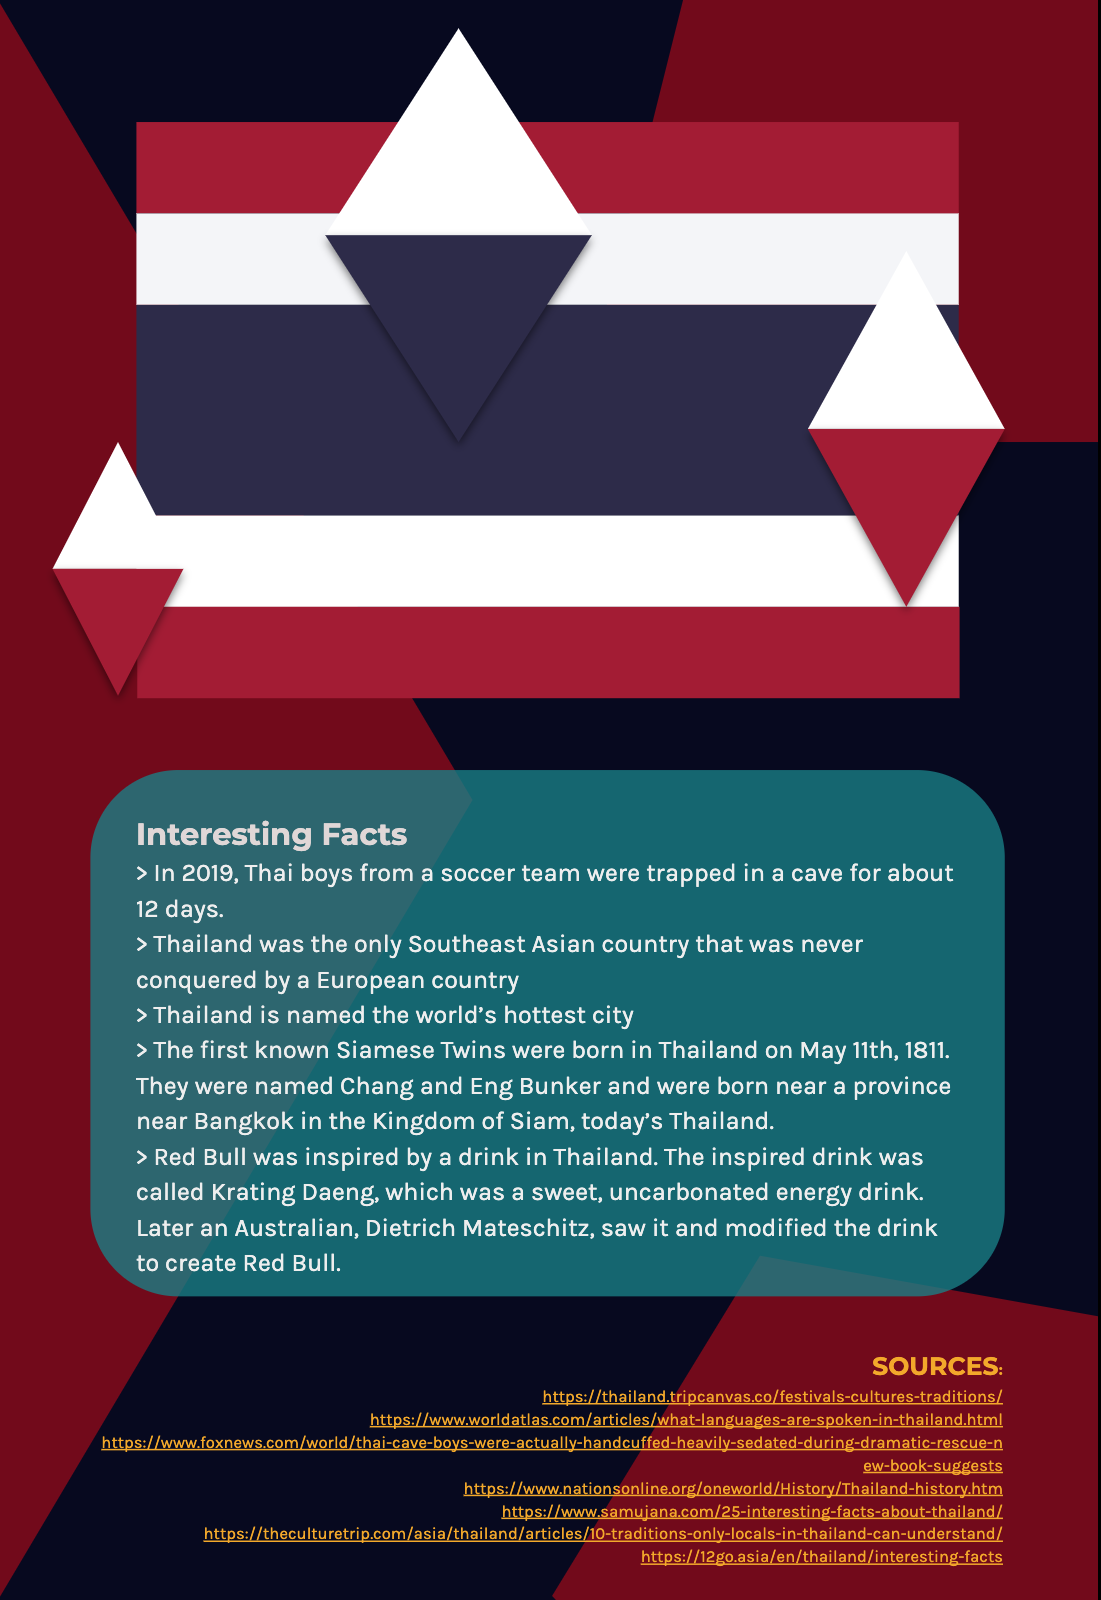 Interesting Facts
> In 2019, Thai boys from a soccer team were trapped in a cave for about
12 days.
> Thailand was the only Southeast Asian country that was never
conquered by a European country
> Thailand is named the world’s hottest city
> The first known Siamese Twins were born in Thailand on May 11th, 1811.
They were named Chang and Eng Bunker and were born near a province
near Bangkok in the Kingdom of Siam, today’s Thailand.
> Red Bull was inspired by a drink in Thailand. The inspired drink was
called Krating Daeng, which was a sweet, uncarbonated energy drink.
Later an Australian, Dietrich Mateschitz, saw it and modified the drink
to create Red Bull.
SOURCES:
https://thailand.tripcanvas.co/festivals-cultures-traditions/
https://www.worldatlas.com/articles/what-languages-are-spoken-in-thailand.html
https://www.foxnews.com/world/thai-cave-boys-were-actually-handcuffed-heavily-sedated-during-dramatic-rescue-n
ew-book-suggests
https://www.nationsonline.org/oneworld/History/Thailand-history.htm
https://www.samujana.com/25-interesting-facts-about-thailand/
https://theculturetrip.com/asia/thailand/articles/10-traditions-only-locals-in-thailand-can-understand/
https://12go.asia/en/thailand/interesting-facts